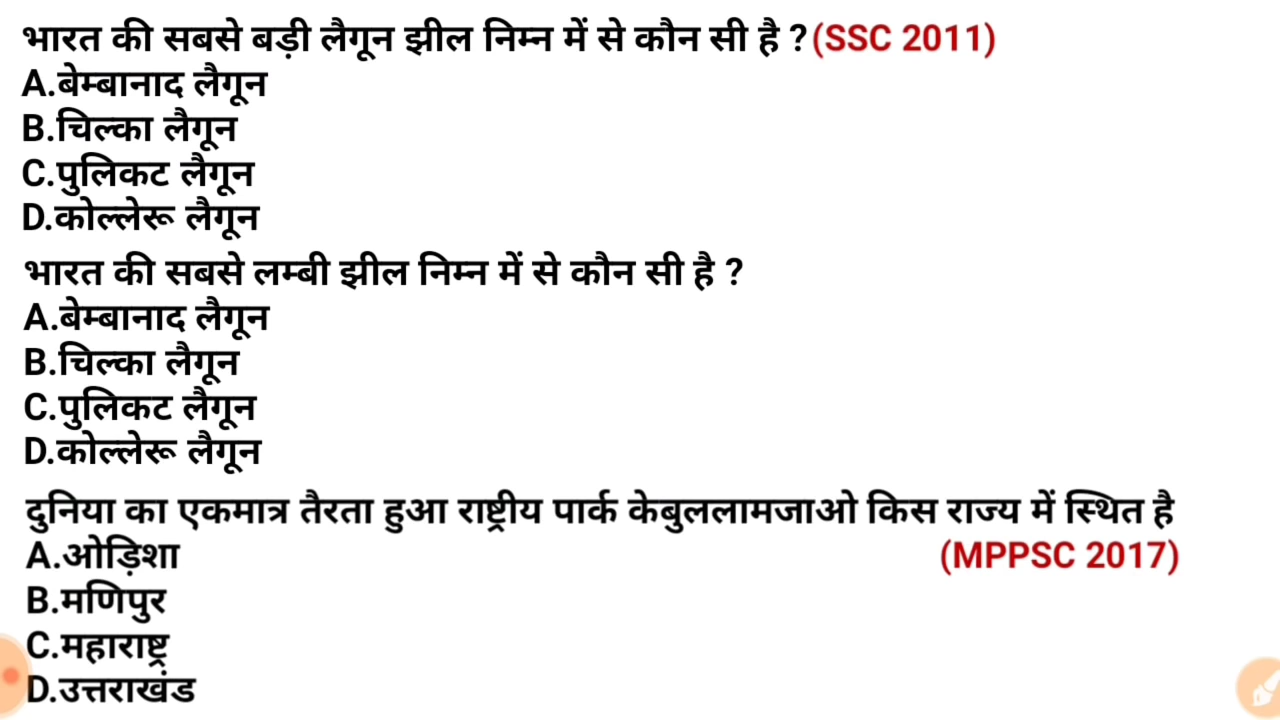 भारत की सबसे बड़ी लैगून झील निम्न में से कौन सी है ? (SSC 2011)
A.बेम्बानाद लैगून
B.चिल्का लैगून
C.पुलिकट लैगून
D.कोल्लेरू लैगून
भारत की सबसे लम्बी झील निम्न में से कौन सी है ?
A.बेम्बानाद लैगून
B.चिल्का लैगून
C.पुलिकट लैगून
D.कोल्लेरू लैगून
दुनिया का एकमात्र तैरता हुआ राष्ट्रीय पार्क केबुललामजाओ किस राज्य में स्थित है
A.ओड़िशा (MPPSC 2017)
B.मणिपुर
C.महाराष्ट्र
D.उत्तराखंड